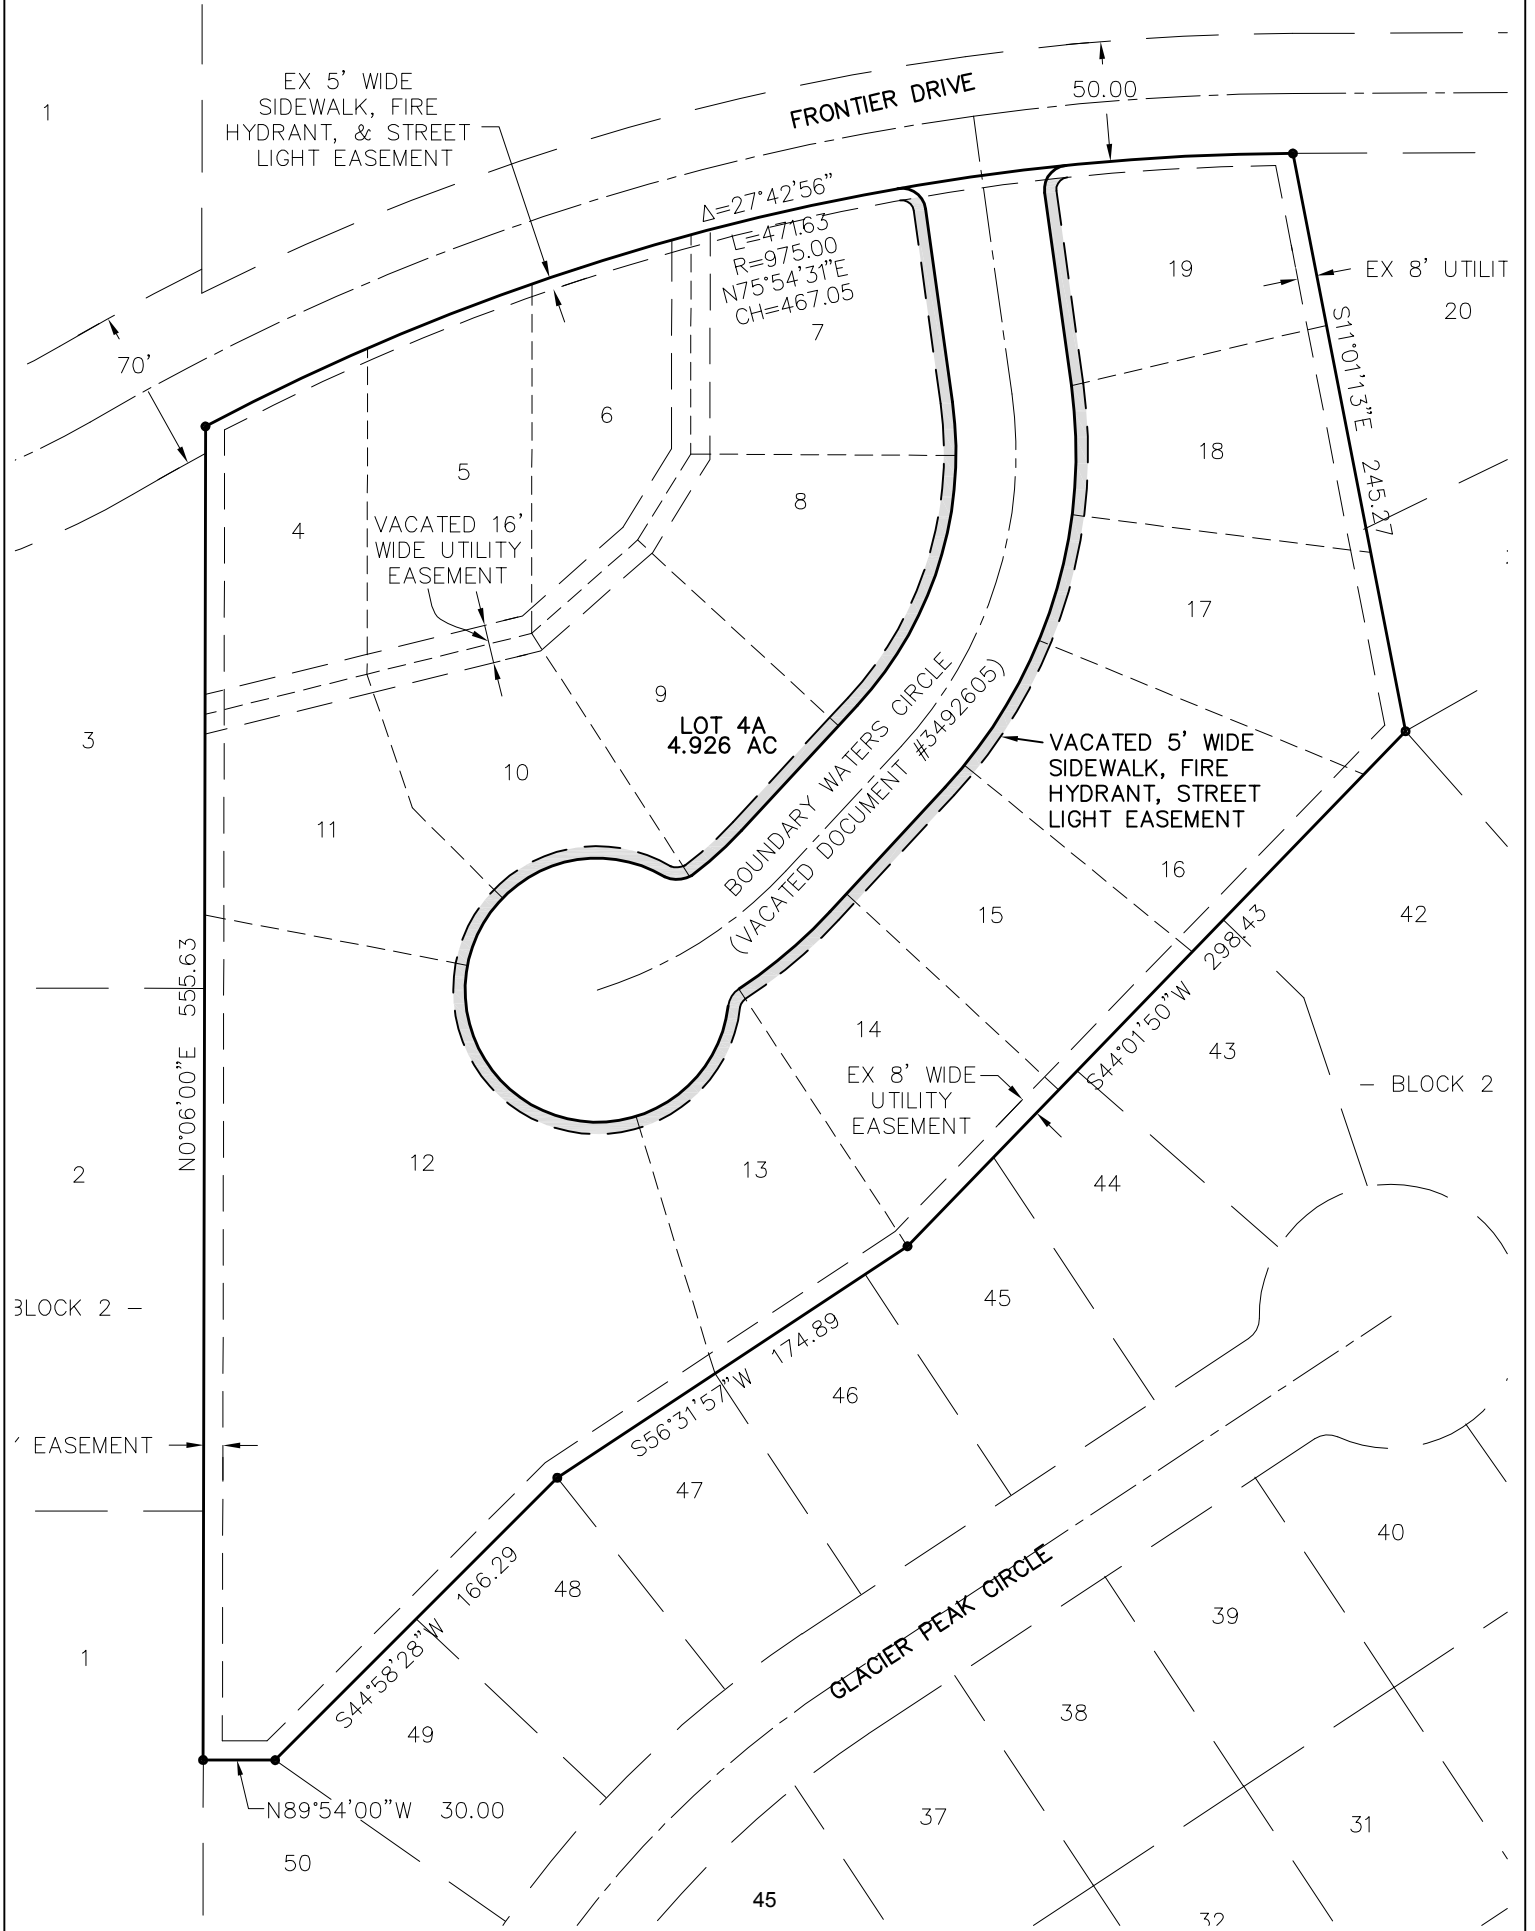 1
EX 5' WIDE
SIDEWALK, FIRE
HYDRANT, & STREET
LIGHT EASEMENT
FRONTIER DRIVE
50.00
Δ=27°42'56"
L=471.63
R=975.00
N75°54'31"E
CH=467.05
7
19
EX 8' UTILIT
20
70'
S11°01'13"E 245.27
6
5
18
8
4
VACATED 16'
WIDE UTILITY
EASEMENT
17
9
LOT 4A
4.926 AC
3
10
BOUNDARY WATERS CIRCLE
(VACATED DOCUMENT #3492605)
VACATED 5' WIDE
SIDEWALK, FIRE
HYDRANT, STREET
LIGHT EASEMENT
11
16
15
42
N0°06'00"E 555.63
S44°01'50"W 298.43
14
43
EX 8' WIDE
UTILITY
EASEMENT
BLOCK 2
12
13
2
44
BLOCK 2
45
S56°31'57"W 174.89
46
EASEMENT
47
40
48
S44°58'28"W 166.29
GLACIER PEAK CIRCLE
39
1
38
49
N89°54'00"W 30.00
37
31
50
45
32